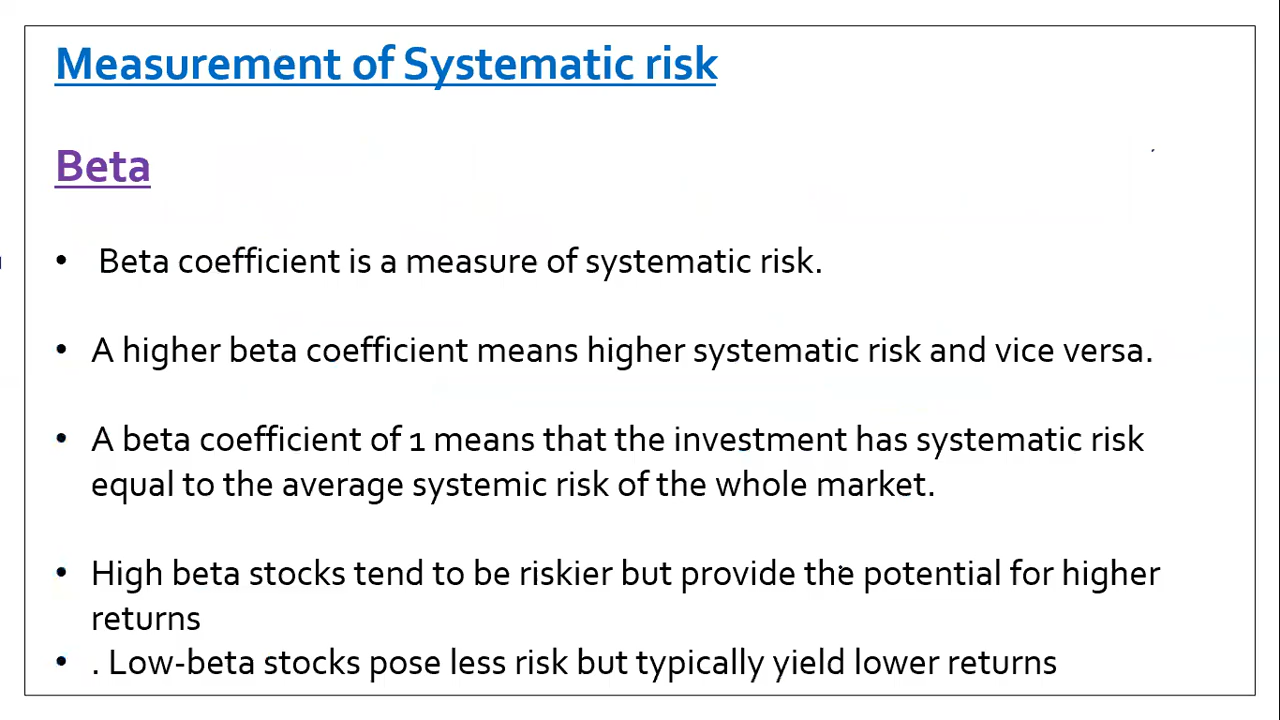 Measurement of Systematic risk
Beta
• Beta coefficient is a measure of systematic risk.
• A higher beta coefficient means higher systematic risk and vice versa.
• A beta coefficient of 1 means that the investment has systematic risk
equal to the average systemic risk of the whole market.
• High beta stocks tend to be riskier but provide the potential for higher
returns
• . Low-beta stocks pose less risk but typically yield lower returns